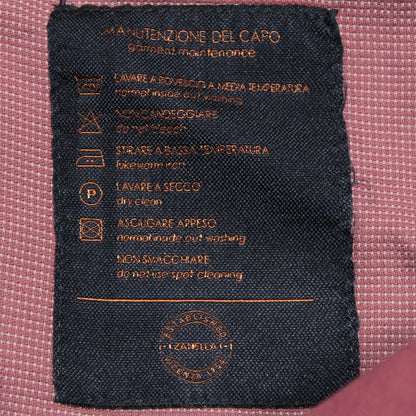 MANUTENZIONE DEL CAPO
garment maintenance
LAVARE A ROVESCIO A MEDIA TEMPERATURA
normal inside out washing
NON CANDEGGIARE
do not bleach
STIRARE A BASSA TEMPERATURA
lukewarm iron
P
LAVARE A SECCO
dry clean
ASCIUGARE APPESO
normal inside out washing
NON SMACCHIARE
do not use spot cleaning
ESTABLISHED
ZANELLA
VICENZA